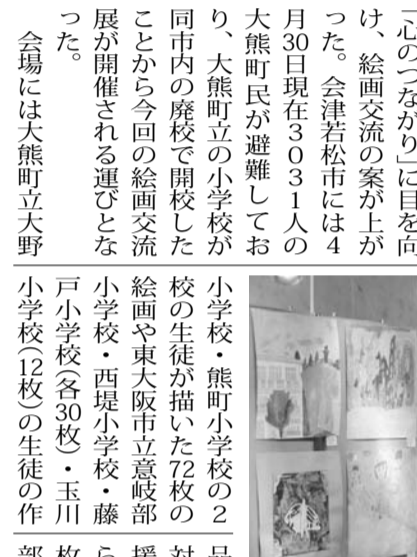 「心のつながり」に目を向
け、絵画交流の案が上が
った。会津若松市には4
月30日現在3031人の
大熊町民が避難してお
り、大熊町立の小学校が
同市内の廃校で開校した
ことから今回の絵画交流
展が開催される運びとな
った。
会場には大熊町立大野
小学校・熊町小学校の2
校の生徒が描いた72枚の
絵画や東大阪市立意岐部
小学校・西堤小学校・藤
戸小学校(各30枚)・玉川
小学校(12枚)の生徒の作
品
対
援
ら
枚
部